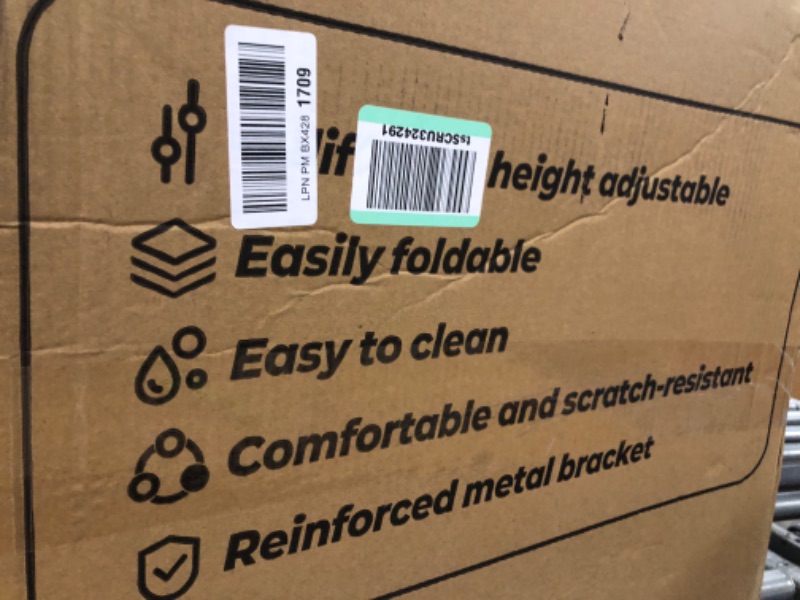 LPN PM BX428 1709
tsSCRU324291
height adjustable
Easily foldable
Easy to clean
Comfortable and scratch-resistant
Reinforced metal bracket